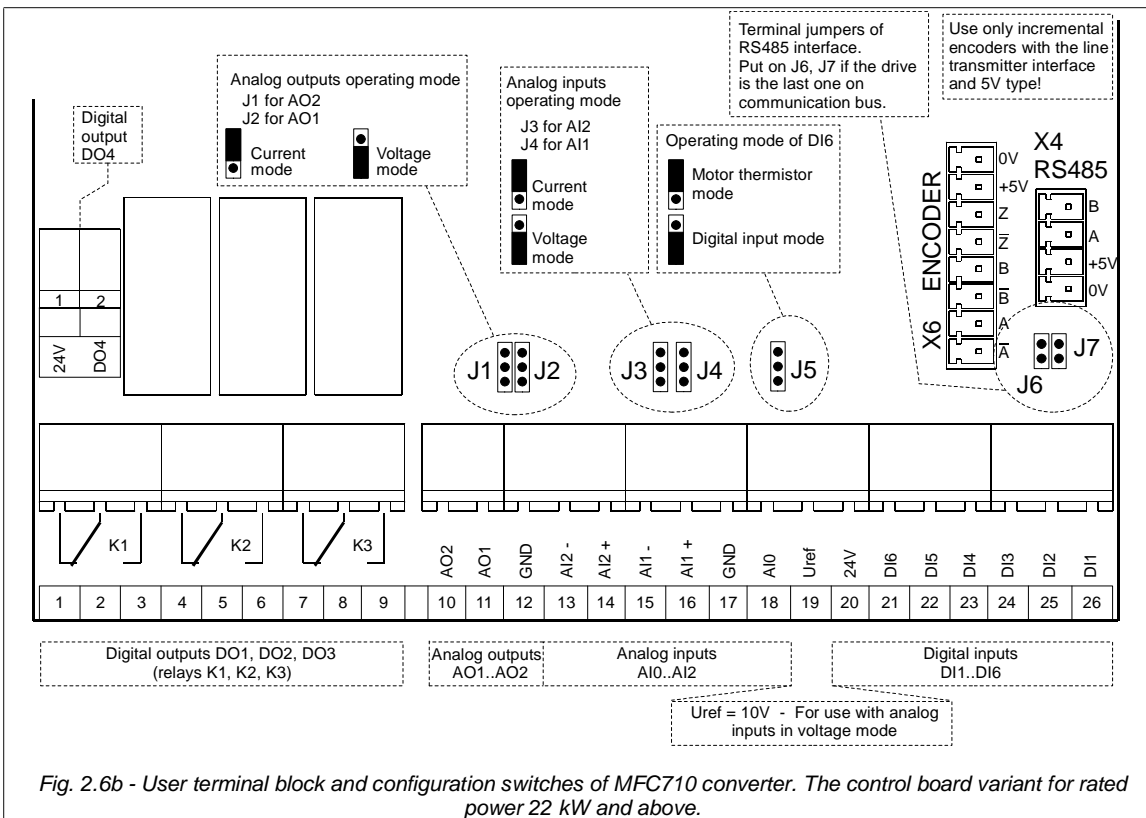 Terminal jumpers of
RS485 interface.
Put on J6, J7 if the drive
is the last one on
communication bus.
Use only incremental
encoders with the line
transmitter interface
and 5V type!
Analog outputs operating mode
J1 for AO2
J2 for AO1
Current
mode
Voltage
mode
Analog inputs
operating mode
J3 for AI2
J4 for AI1
Current
mode
Voltage
mode
Operating mode of DI6
Motor thermistor
mode
Digital input mode
Digital
output
DO4
1 2
24V DO4
X6 ENCODER
0V
+5V
Z
Z̅
B
B̅
A
A̅
X4
RS485
B
A
+5V
0V
J1 J2
J3 J4
J5
J6 J7
K1 K2 K3
AO2 AO1 GND AI2 - AI2 + AI1 - AI1 + GND AI0 Uref 24V DI6 DI5 DI4 DI3 DI2 DI1
1 2 3 4 5 6 7 8 9 10 11 12 13 14 15 16 17 18 19 20 21 22 23 24 25 26
Digital outputs DO1, DO2, DO3
(relays K1, K2, K3)
Analog outputs
AO1..AO2
Analog inputs
AI0..AI2
Digital inputs
DI1..DI6
Uref = 10V - For use with analog
inputs in voltage mode
Fig. 2.6b - User terminal block and configuration switches of MFC710 converter. The control board variant for rated
power 22 kW and above.